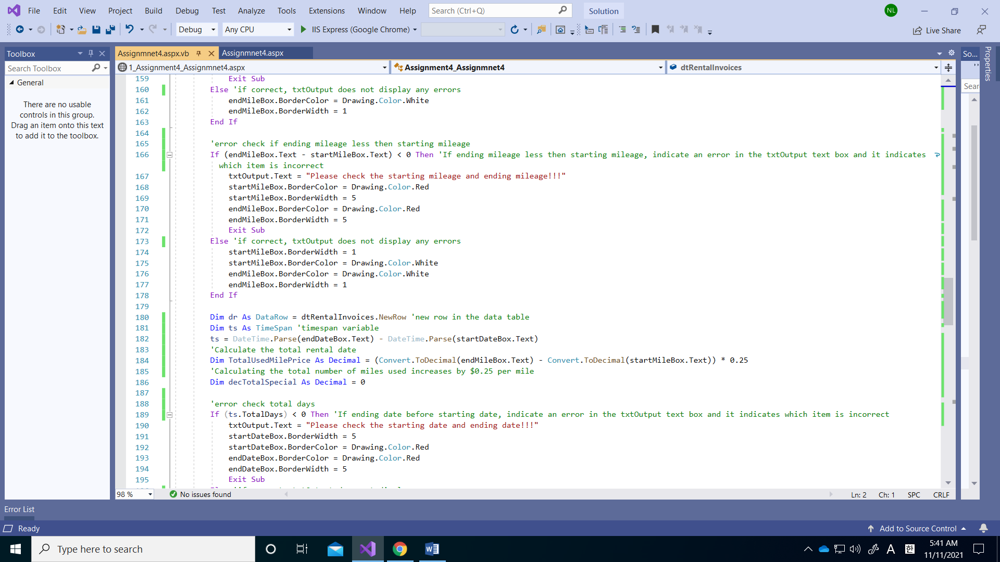 File Edit View Project Build Debug Test Analyze Tools Extensions Window Help Search (Ctrl+Q) Solution NL
Debug Any CPU IIS Express (Google Chrome) Live Share
Toolbox
Search Toolbox
General
There are no usable
controls in this group.
Drag an item onto this text
to add it to the toolbox.
Assignmnet4.aspx.vb Assignmnet4.aspx
1_Assignment4_Assignmnet4.aspx Assignment4_Assignmnet4 dtRentalInvoices
159 Exit Sub
160 Else 'if correct, txtOutput does not display any errors
161 endMileBox.BorderColor = Drawing.Color.White
162 endMileBox.BorderWidth = 1
163 End If
164
165 'error check if ending mileage less then starting mileage
166 If (endMileBox.Text - startMileBox.Text) < 0 Then 'If ending mileage less then starting mileage, indicate an error in the txtOutput text box and it indicates
which item is incorrect
167 txtOutput.Text = "Please check the starting mileage and ending mileage!!!"
168 startMileBox.BorderColor = Drawing.Color.Red
169 startMileBox.BorderWidth = 5
170 endMileBox.BorderColor = Drawing.Color.Red
171 endMileBox.BorderWidth = 5
172 Exit Sub
173 Else 'if correct, txtOutput does not display any errors
174 startMileBox.BorderWidth = 1
175 startMileBox.BorderColor = Drawing.Color.White
176 endMileBox.BorderColor = Drawing.Color.White
177 endMileBox.BorderWidth = 1
178 End If
179
180 Dim dr As DataRow = dtRentalInvoices.NewRow 'new row in the data table
181 Dim ts As TimeSpan 'timespan variable
182 ts = DateTime.Parse(endDateBox.Text) - DateTime.Parse(startDateBox.Text)
183 'Calculate the total rental date
184 Dim TotalUsedMilePrice As Decimal = (Convert.ToDecimal(endMileBox.Text) - Convert.ToDecimal(startMileBox.Text)) * 0.25
185 'Calculating the total number of miles used increases by $0.25 per mile
186 Dim decTotalSpecial As Decimal = 0
187
188 'error check total days
189 If (ts.TotalDays) < 0 Then 'If ending date before starting date, indicate an error in the txtOutput text box and it indicates which item is incorrect
190 txtOutput.Text = "Please check the starting date and ending date!!!"
191 startDateBox.BorderWidth = 5
192 startDateBox.BorderColor = Drawing.Color.Red
193 endDateBox.BorderColor = Drawing.Color.Red
194 endDateBox.BorderWidth = 5
195 Exit Sub
98 % No issues found Ln: 2 Ch: 1 SPC CRLF
So...
Sear
Properties
Error List
Ready Add to Source Control
Type here to search
A 한 5:41 AM
11/11/2021